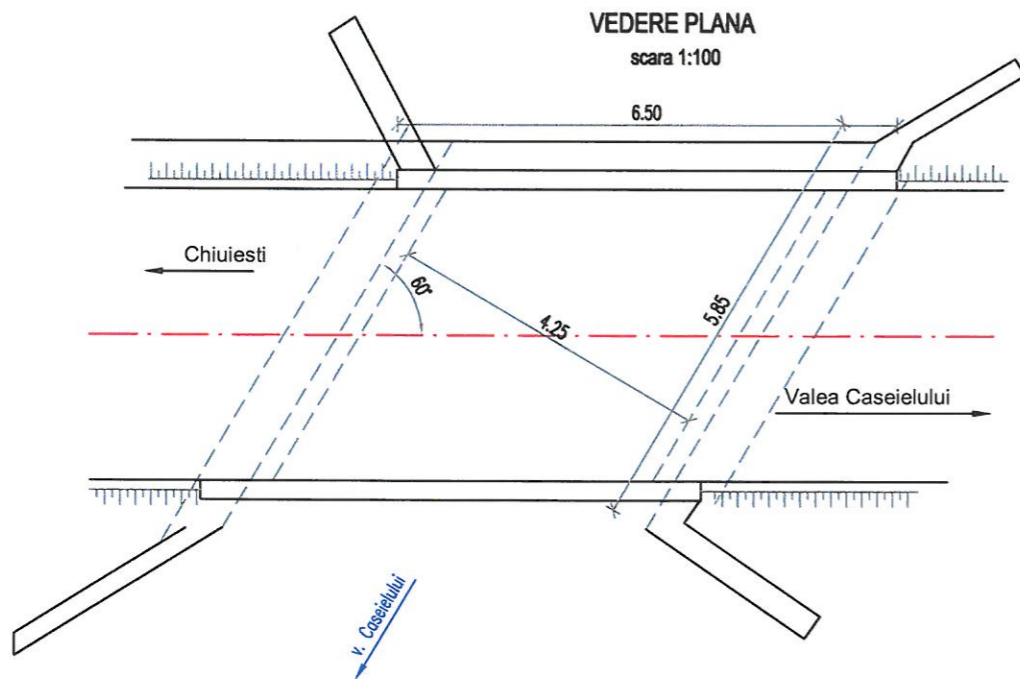 VEDERE PLANA
scara 1:100
6.50
Chiuiesti
60°
4.25
5.85
Valea Caseielului
v. Caseielului